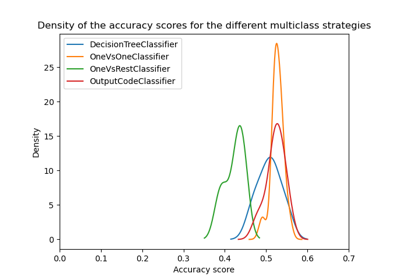 Density of the accuracy scores for the different multiclass strategies
DecisionTreeClassifier
OneVsOneClassifier
OneVsRestClassifier
OutputCodeClassifier
Density
25
20
15
10
5
0
0.0 0.1 0.2 0.3 0.4 0.5 0.6 0.7
Accuracy score